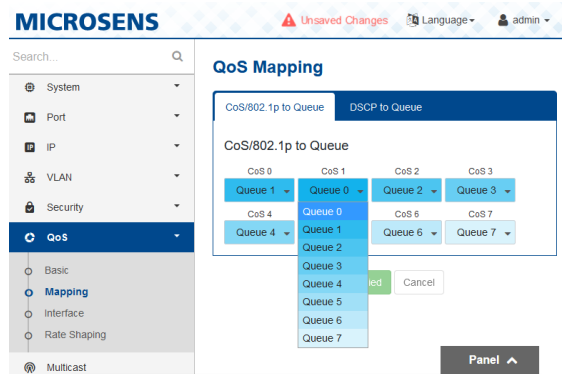 MICROSENS
Unsaved Changes Language admin
Search...
System
Port
IP IP
VLAN
Security
QoS
Basic
Mapping
Interface
Rate Shaping
Multicast
QoS Mapping
CoS/802.1p to Queue DSCP to Queue
CoS/802.1p to Queue
CoS 0 CoS 1 CoS 2 CoS 3
Queue 1 Queue 0 Queue 2 Queue 3
CoS 4 CoS 6 CoS 7
Queue 4 Queue 6 Queue 7
Queue 0
Queue 1
Queue 2
Queue 3
Queue 4
Queue 5
Queue 6
Queue 7
Cancel
Panel